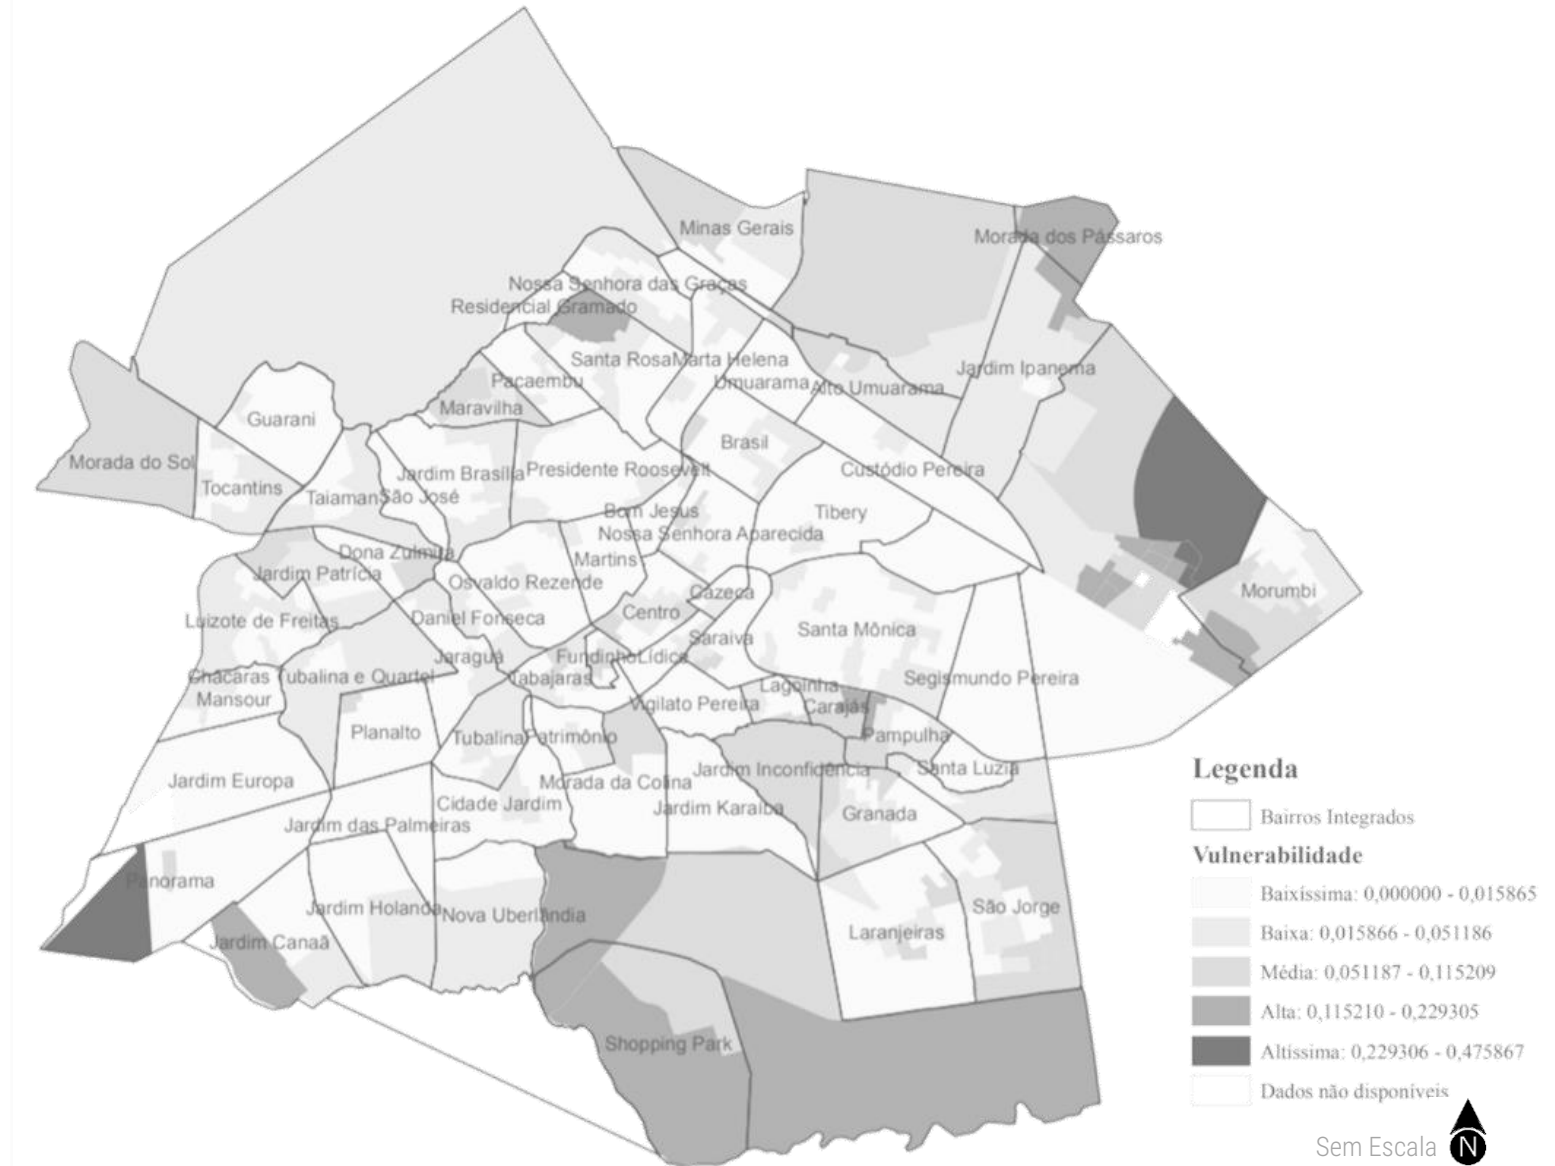 Minas Gerais
Morada dos Pássaros
Nossa Senhora das Graças
Residencial Gramado
Santa Rosa
Marta Helena
Jardim Ipanema
Pacaembu
Umuarama
Alto Umuarama
Maravilha
Guarani
Brasil
Morada do Sol
Jardim Brasília
Presidente Roosevelt
Custódio Pereira
Tocantins
Taiaman
São José
Bom Jesus
Tibery
Nossa Senhora Aparecida
Dona Zulmira
Martins
Jardim Patrícia
Osvaldo Rezende
Morumbi
Cazeca
Luizote de Freitas
Daniel Fonseca
Centro
Saraiva
Santa Mônica
Jaraguá
Fundinho
Lídice
Chácaras
Mansour
Tubalina e Quartel
Tabajaras
Segismundo Pereira
Lagoinha
Vigilato Pereira
Carajás
Planalto
Tubalina
Patrimônio
Pampulha
Jardim Inconfidência
Santa Luzia
Jardim Europa
Morada da Colina
Cidade Jardim
Jardim Karaíba
Granada
Jardim das Palmeiras
Panorama
Jardim Holanda
Nova Uberlândia
São Jorge
Jardim Canaã
Laranjeiras
Shopping Park
Legenda
Bairros Integrados
Vulnerabilidade
Baixíssima: 0,000000 - 0,015865
Baixa: 0,015866 - 0,051186
Média: 0,051187 - 0,115209
Alta: 0,115210 - 0,229305
Altíssima: 0,229306 - 0,475867
Dados não disponíveis
Sem Escala N